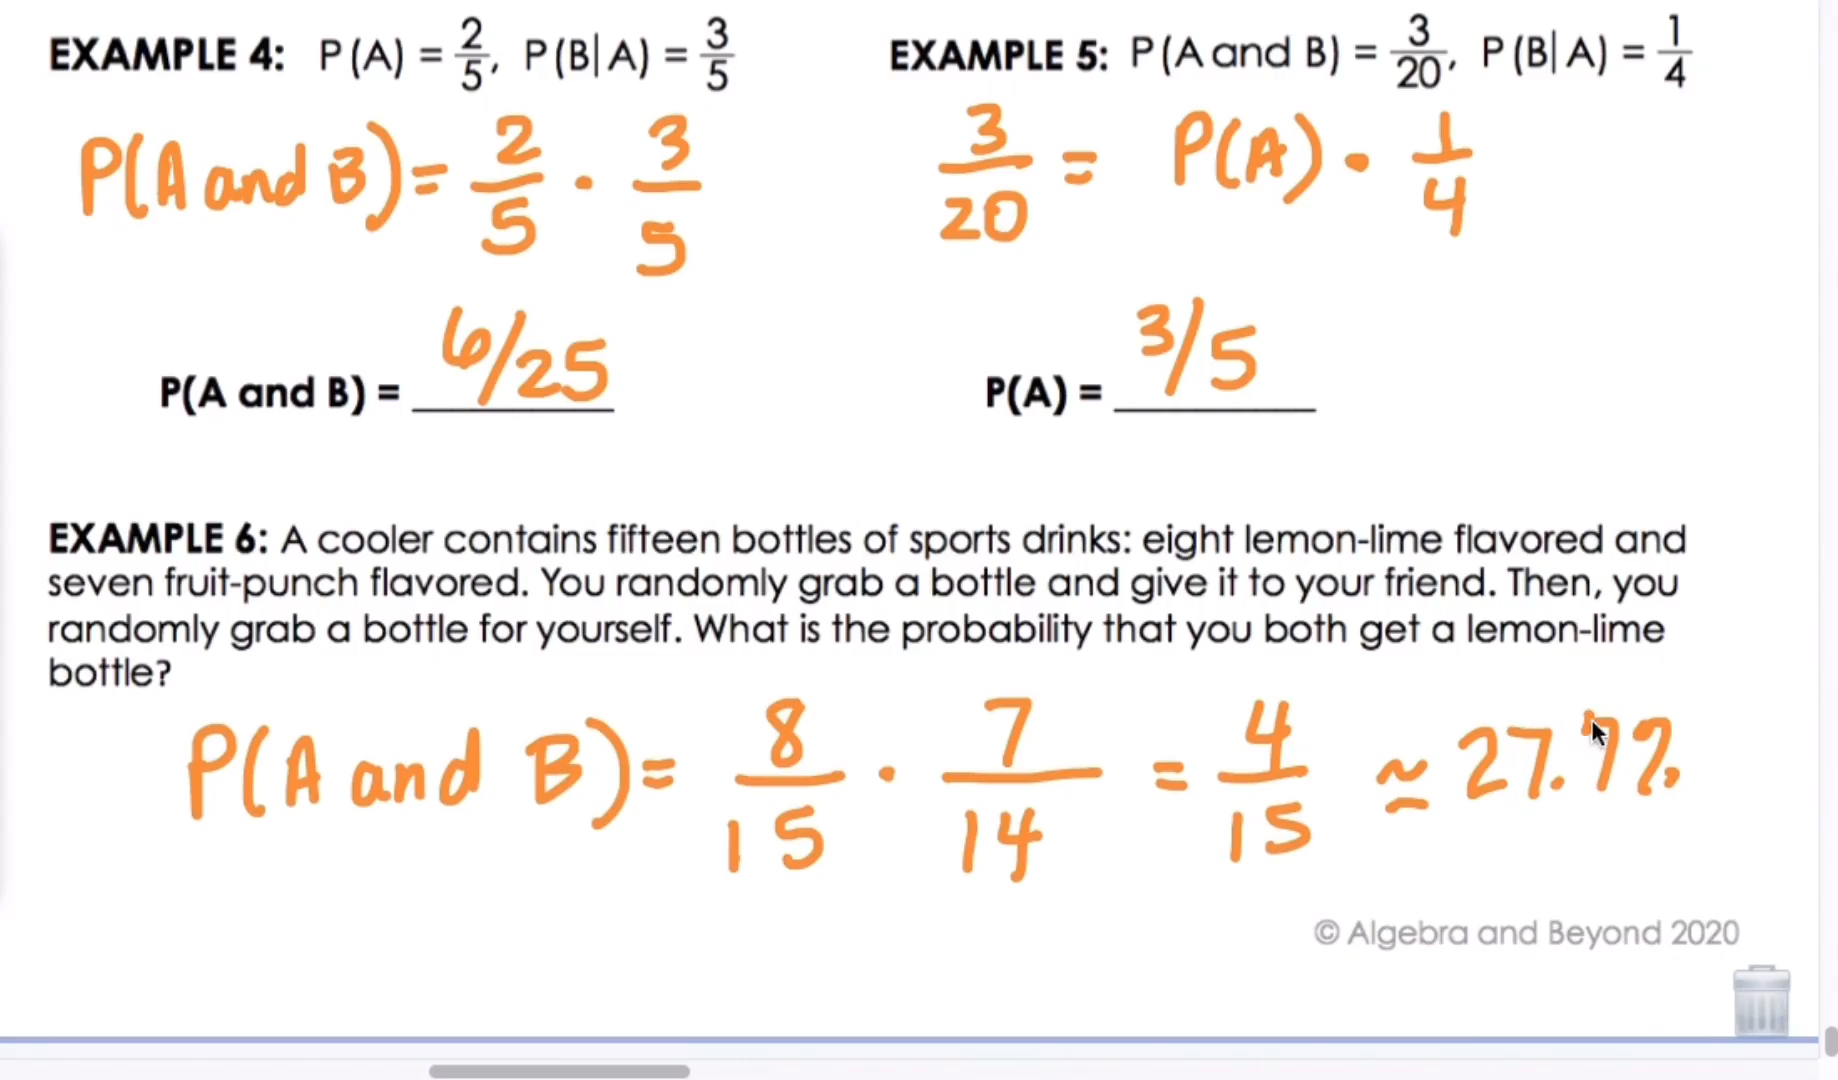 EXAMPLE 4: P(A) = 2/5, P(B|A) = 3/5
P(A and B) = 2/5 · 3/5
P(A and B) = 6/25
EXAMPLE 5: P(A and B) = 3/20, P(B|A) = 1/4
3/20 = P(A) · 1/4
P(A) = 3/5
EXAMPLE 6: A cooler contains fifteen bottles of sports drinks: eight lemon-lime flavored and
seven fruit-punch flavored. You randomly grab a bottle and give it to your friend. Then, you
randomly grab a bottle for yourself. What is the probability that you both get a lemon-lime
bottle?
P(A and B) = 8/15 · 7/14 = 4/15 ≈ 27.7%
© Algebra and Beyond 2020